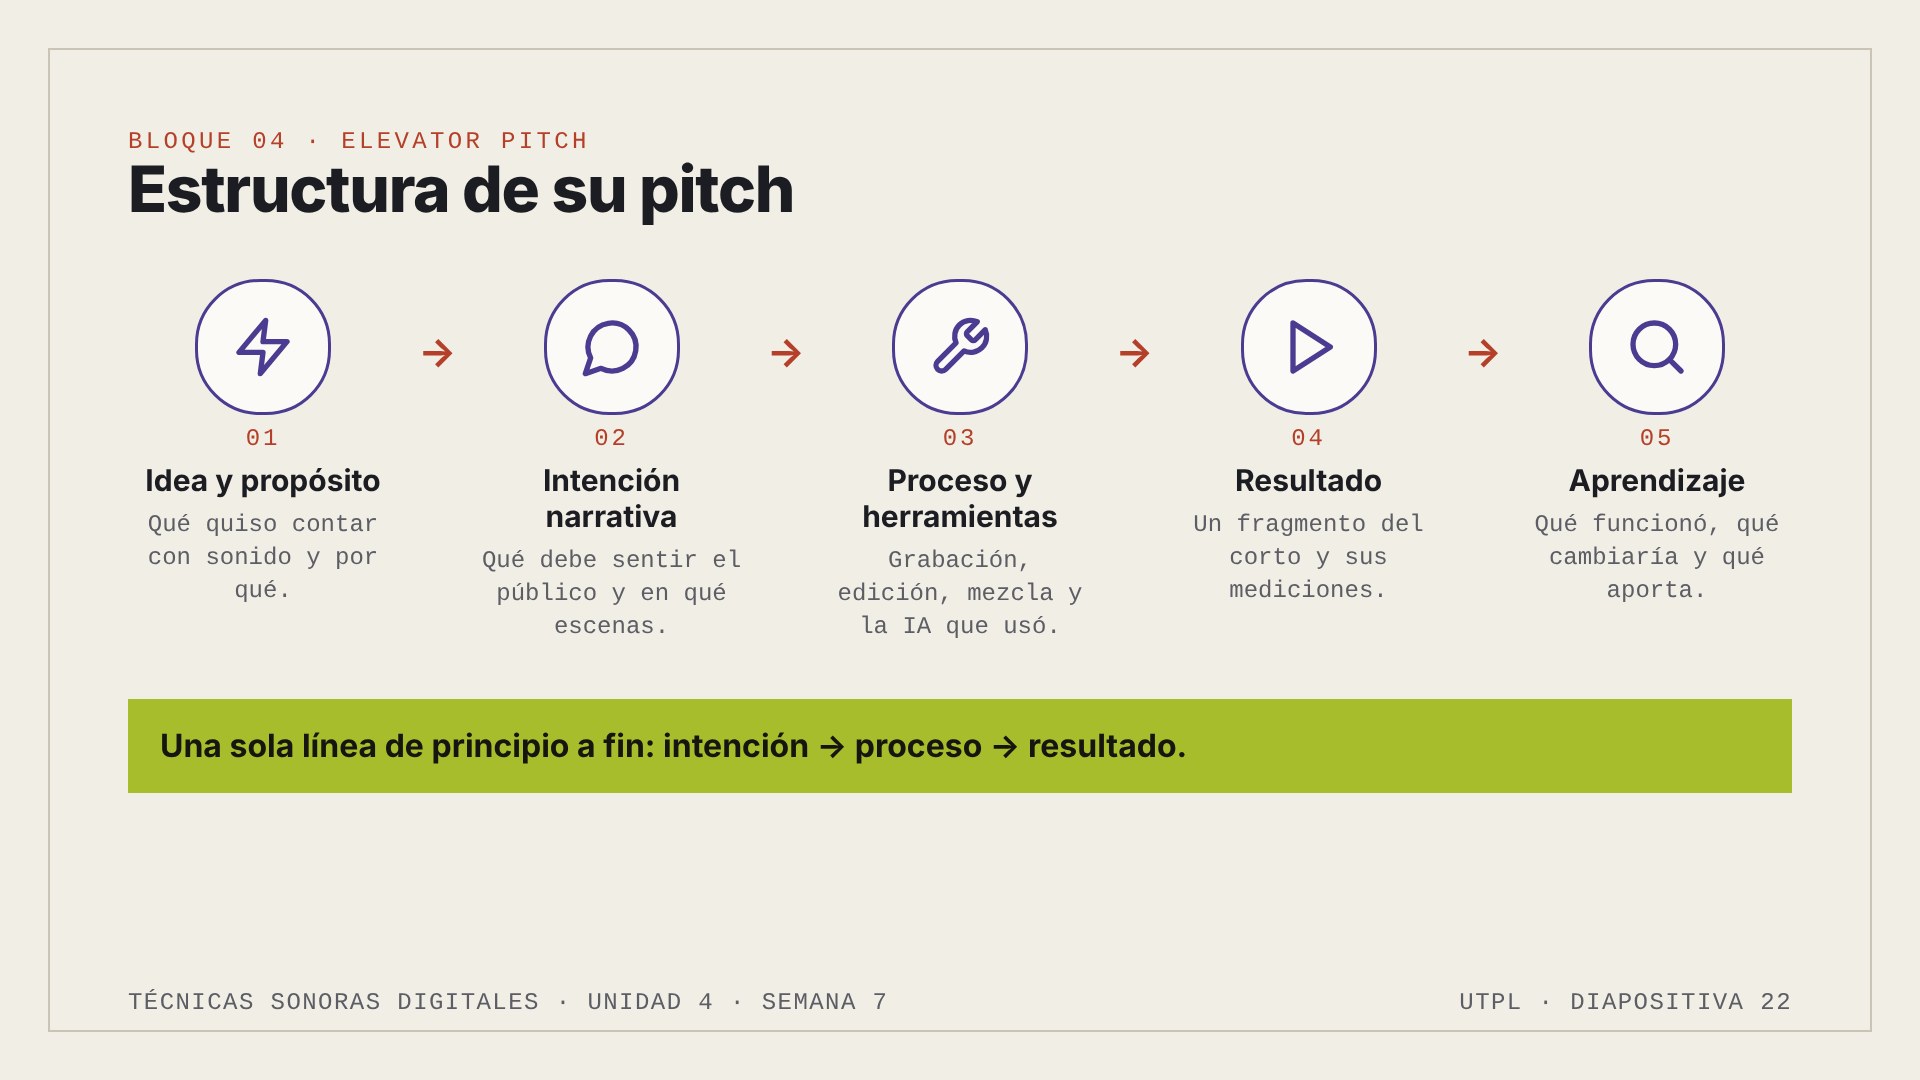 BLOQUE 04 · ELEVATOR PITCH
Estructura de su pitch
→ → → →
01
Idea y propósito
Qué quiso contar
con sonido y por
qué.
02
Intención
narrativa
Qué debe sentir el
público y en qué
escenas.
03
Proceso y
herramientas
Grabación,
edición, mezcla y
la IA que usó.
04
Resultado
Un fragmento del
corto y sus
mediciones.
05
Aprendizaje
Qué funcionó, qué
cambiaría y qué
aporta.
Una sola línea de principio a fin: intención → proceso → resultado.
TÉCNICAS SONORAS DIGITALES · UNIDAD 4 · SEMANA 7
UTPL · DIAPOSITIVA 22